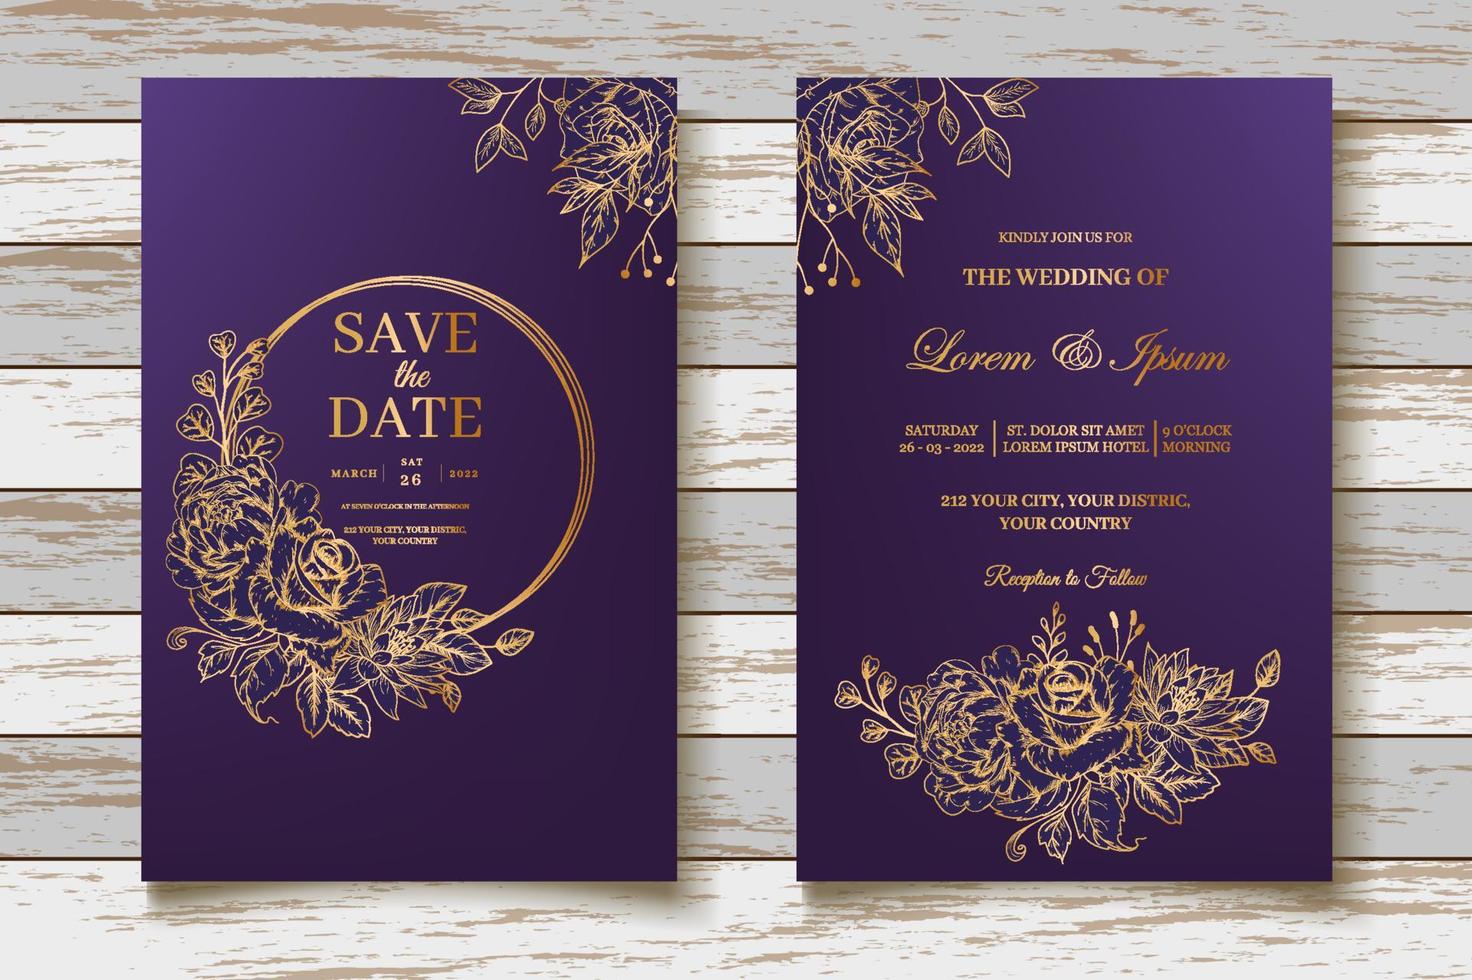 SAVE
the
DATE
MARCH
SAT
26
2022
AT SEVEN O'CLOCK IN THE AFTERNOON
212 YOUR CITY, YOUR DISTRIC,
YOUR COUNTRY
KINDLY JOIN US FOR
THE WEDDING OF
Lorem & Ipsum
SATURDAY
26 - 03 - 2022
ST. DOLOR SIT AMET
LOREM IPSUM HOTEL
9 O'CLOCK
MORNING
212 YOUR CITY, YOUR DISTRIC,
YOUR COUNTRY
Reception to Follow